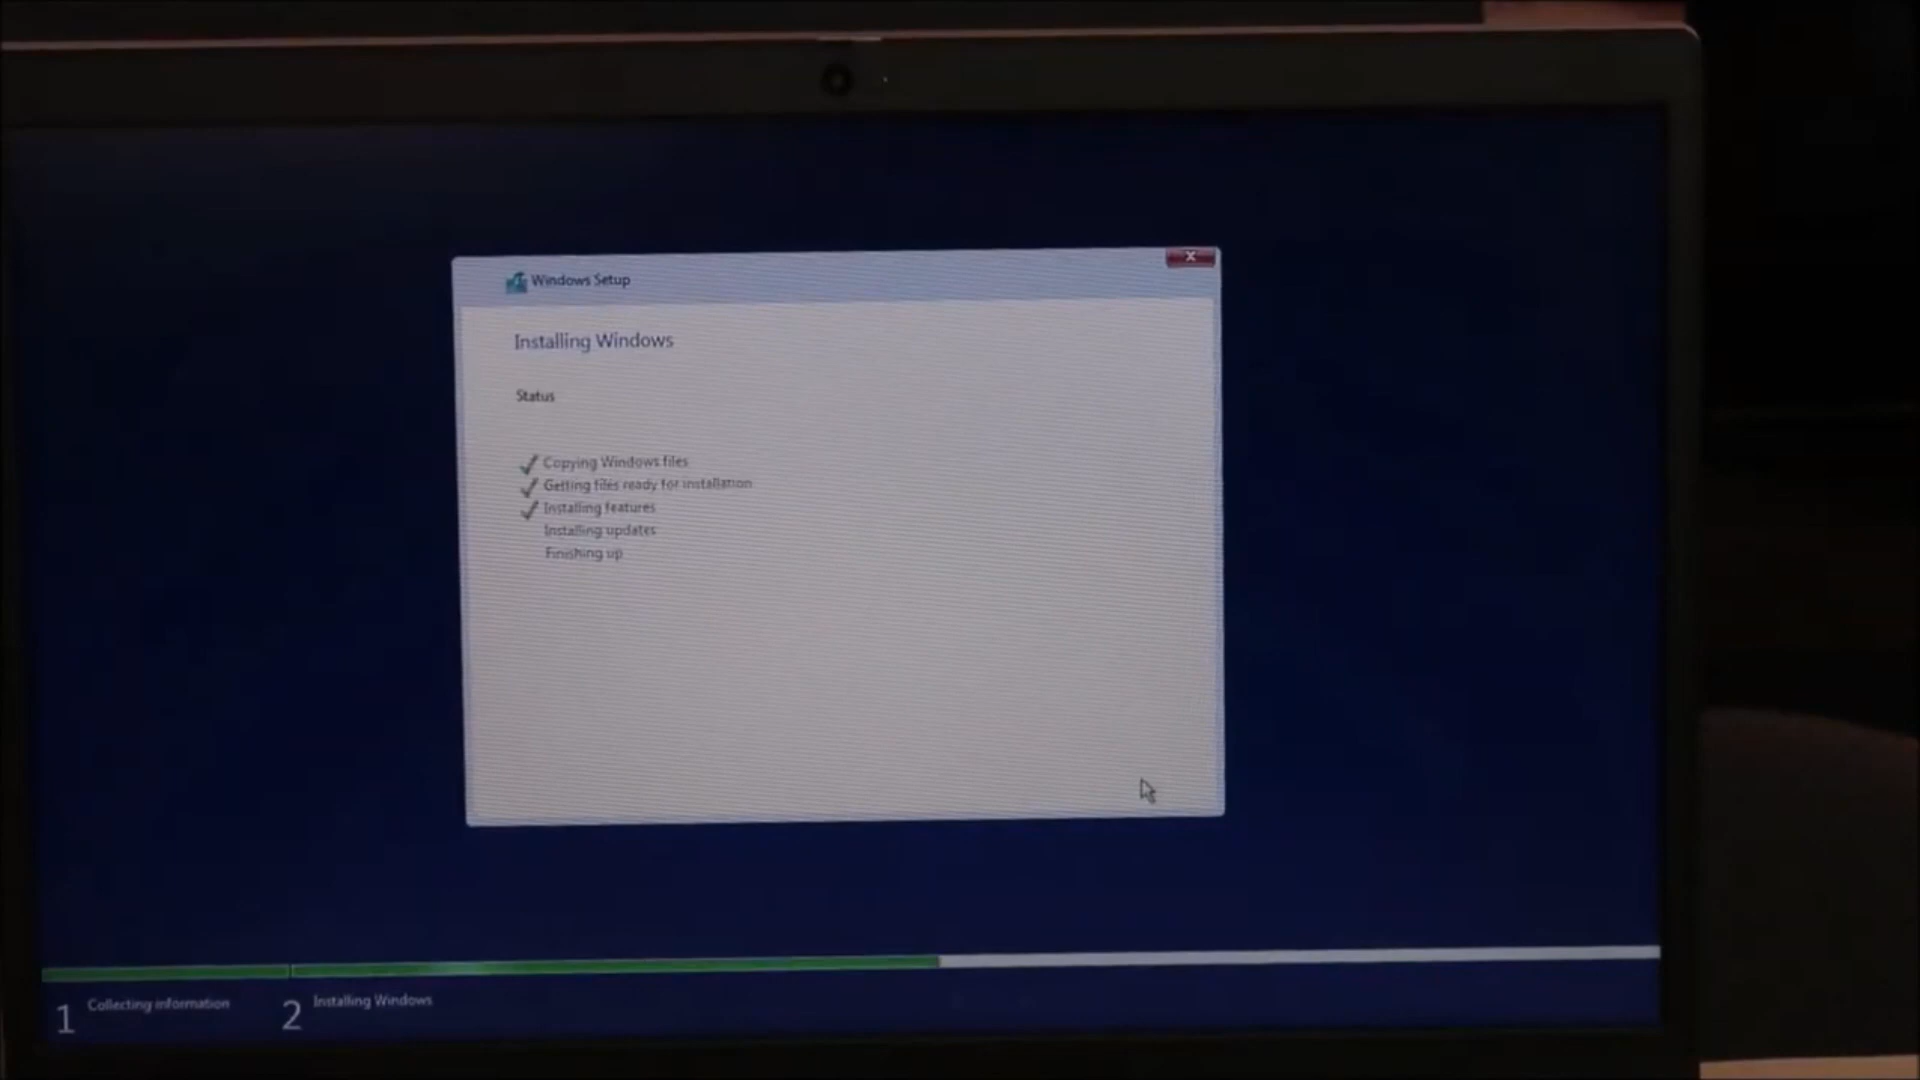 Windows Setup
Installing Windows
Status
Copying Windows files
Getting files ready for installation
Installing features
Installing updates
Finishing up
1 Collecting information
2 Installing Windows